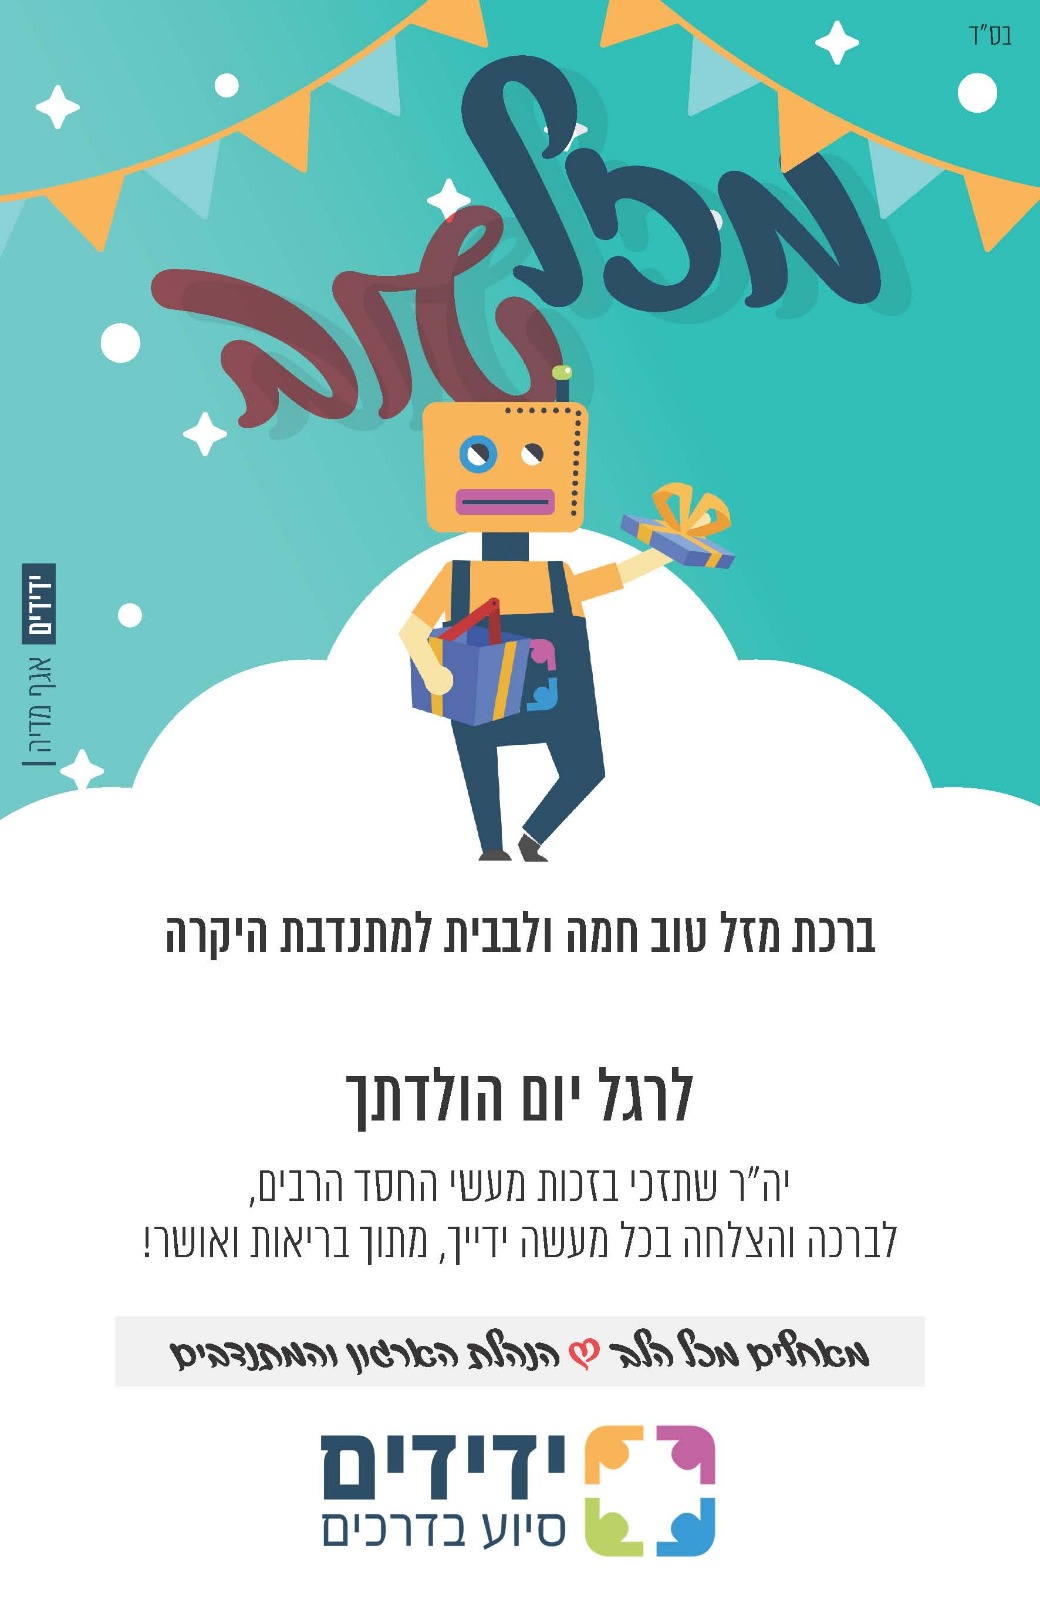 בס"ד
מזל
טוב
ידידים אגף מדיה |
ברכת מזל טוב חמה ולבבית למתנדבת היקרה
לרגל יום הולדתך
יה"ר שתזכי בזכות מעשי החסד הרבים,
לברכה והצלחה בכל מעשה ידייך, מתוך בריאות ואושר!
מאחלים מכל הלב הנהלת הארגון והמתנדבים
ידידים
סיוע בדרכים